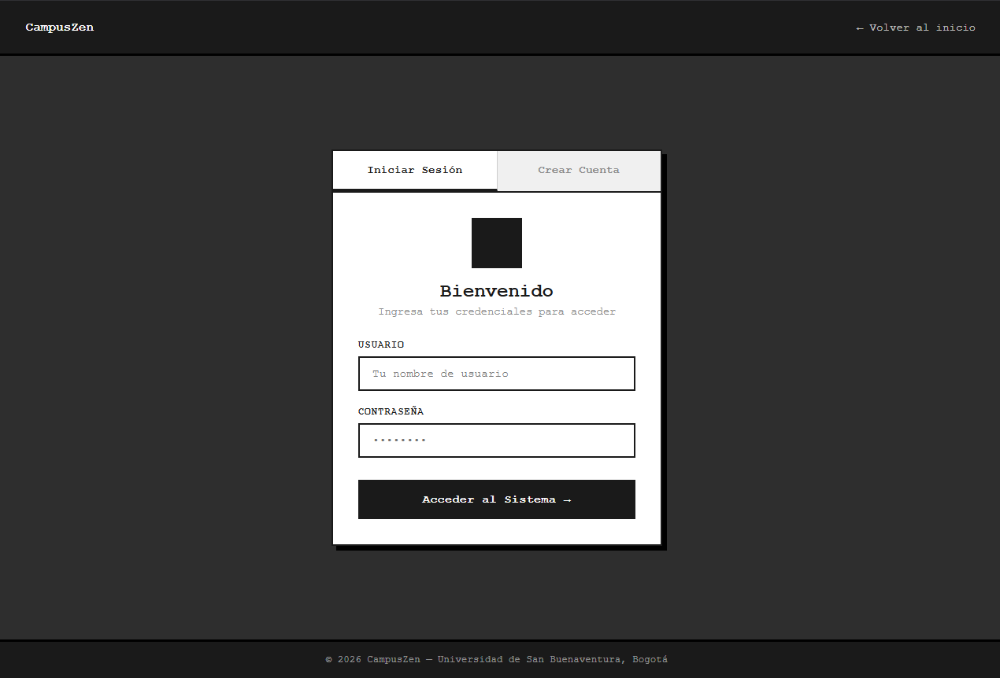 CampusZen
← Volver al inicio
Iniciar Sesión
Crear Cuenta
Bienvenido
Ingresa tus credenciales para acceder
USUARIO
Tu nombre de usuario
CONTRASEÑA
••••••••
Acceder al Sistema →
© 2026 CampusZen — Universidad de San Buenaventura, Bogotá